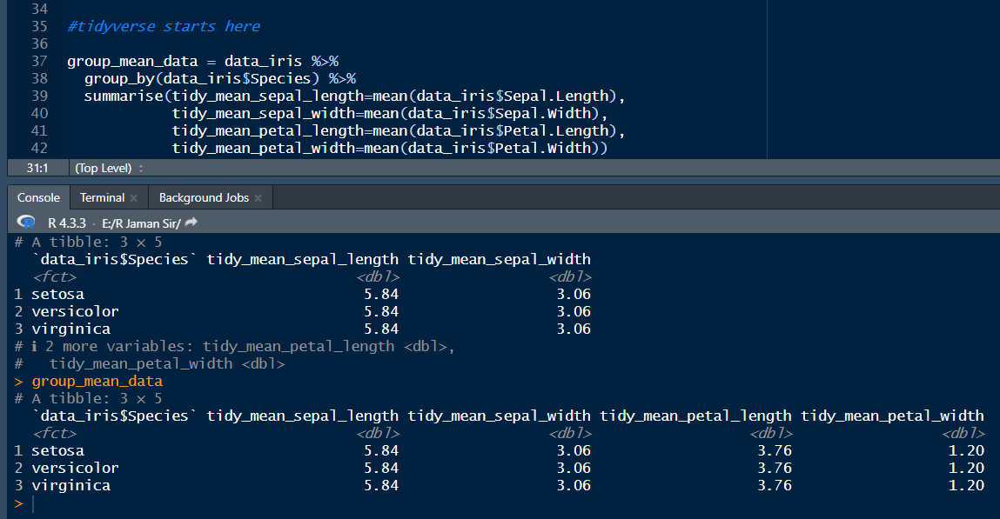 34
35 #tidyverse starts here
36
37 group_mean_data = data_iris %>%
38 group_by(data_iris$Species) %>%
39 summarise(tidy_mean_sepal_length=mean(data_iris$Sepal.Length),
40 tidy_mean_sepal_width=mean(data_iris$Sepal.Width),
41 tidy_mean_petal_length=mean(data_iris$Petal.Length),
42 tidy_mean_petal_width=mean(data_iris$Petal.Width))
31:1 (Top Level)
Console Terminal × Background Jobs ×
R R 4.3.3 · E:/R Jaman Sir/
# A tibble: 3 × 5
`data_iris$Species` tidy_mean_sepal_length tidy_mean_sepal_width
<fct> <dbl> <dbl>
1 setosa 5.84 3.06
2 versicolor 5.84 3.06
3 virginica 5.84 3.06
# ℹ 2 more variables: tidy_mean_petal_length <dbl>,
# tidy_mean_petal_width <dbl>
> group_mean_data
# A tibble: 3 × 5
`data_iris$Species` tidy_mean_sepal_length tidy_mean_sepal_width tidy_mean_petal_length tidy_mean_petal_width
<fct> <dbl> <dbl> <dbl> <dbl>
1 setosa 5.84 3.06 3.76 1.20
2 versicolor 5.84 3.06 3.76 1.20
3 virginica 5.84 3.06 3.76 1.20
>